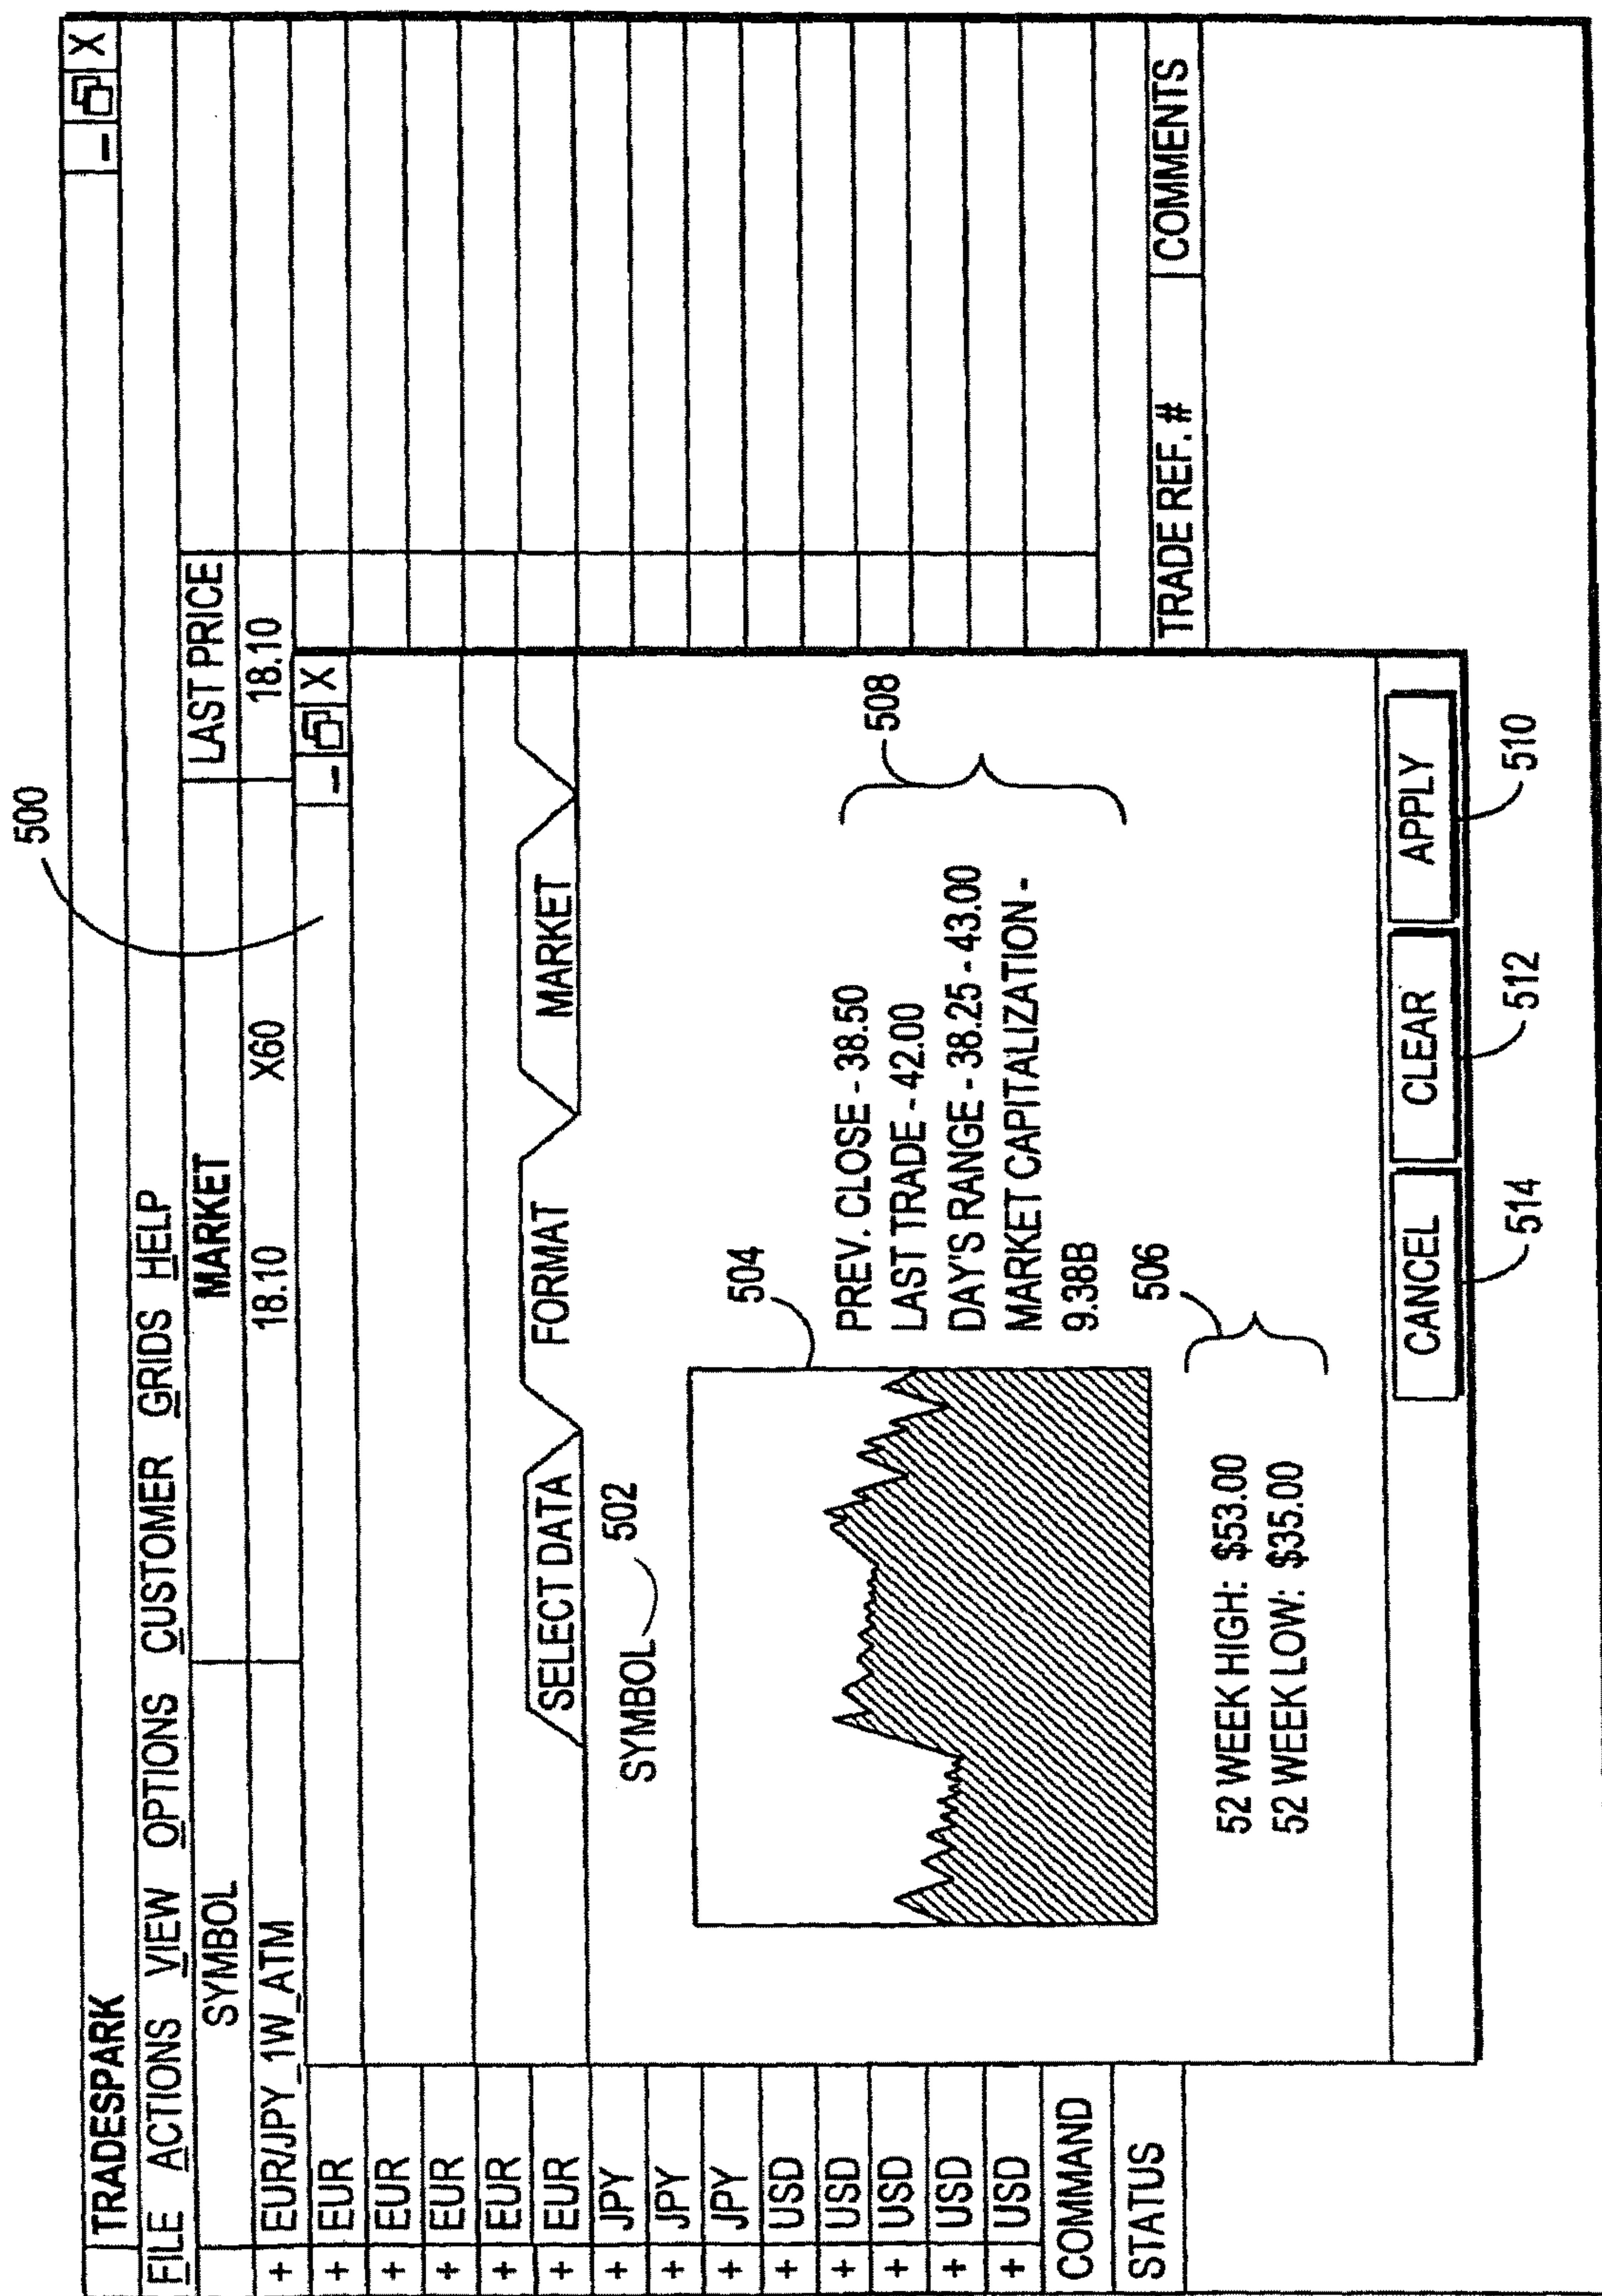 500
TRADESPARK
_ X
FILE ACTIONS VIEW OPTIONS CUSTOMER GRIDS HELP
SYMBOL MARKET LAST PRICE
+ EUR/JPY_1W_ATM 18.10 X60 18.10
+ EUR
_ X
+ EUR
+ EUR
+ EUR
+ EUR
SELECT DATA FORMAT MARKET
+ JPY
SYMBOL 502
+ JPY
+ JPY
504
+ USD
+ USD
+ USD
+ USD
+ USD
PREV. CLOSE - 38.50
LAST TRADE - 42.00
DAY'S RANGE - 38.25 - 43.00
MARKET CAPITALIZATION -
9.38B
508
506
52 WEEK HIGH: $53.00
52 WEEK LOW: $35.00
COMMAND
STATUS
TRADE REF. # COMMENTS
CANCEL CLEAR APPLY
514 512 510